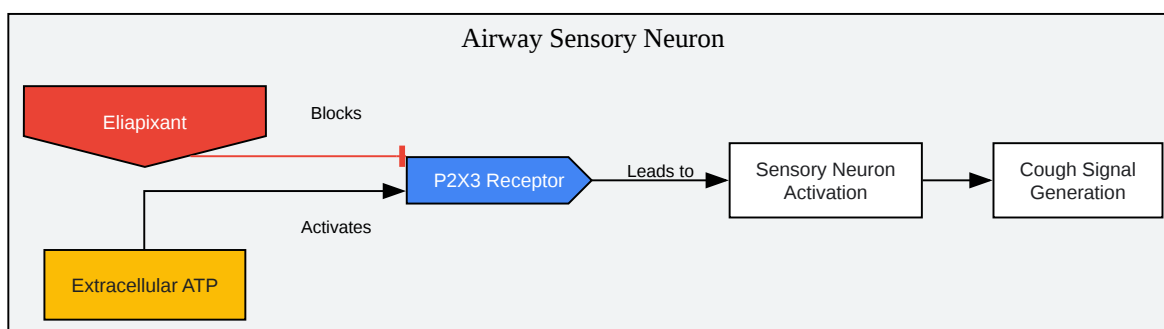 Airway Sensory Neuron
Eliapixant
Blocks
P2X3 Receptor
Leads to
Sensory Neuron
Activation
Cough Signal
Generation
Activates
Extracellular ATP